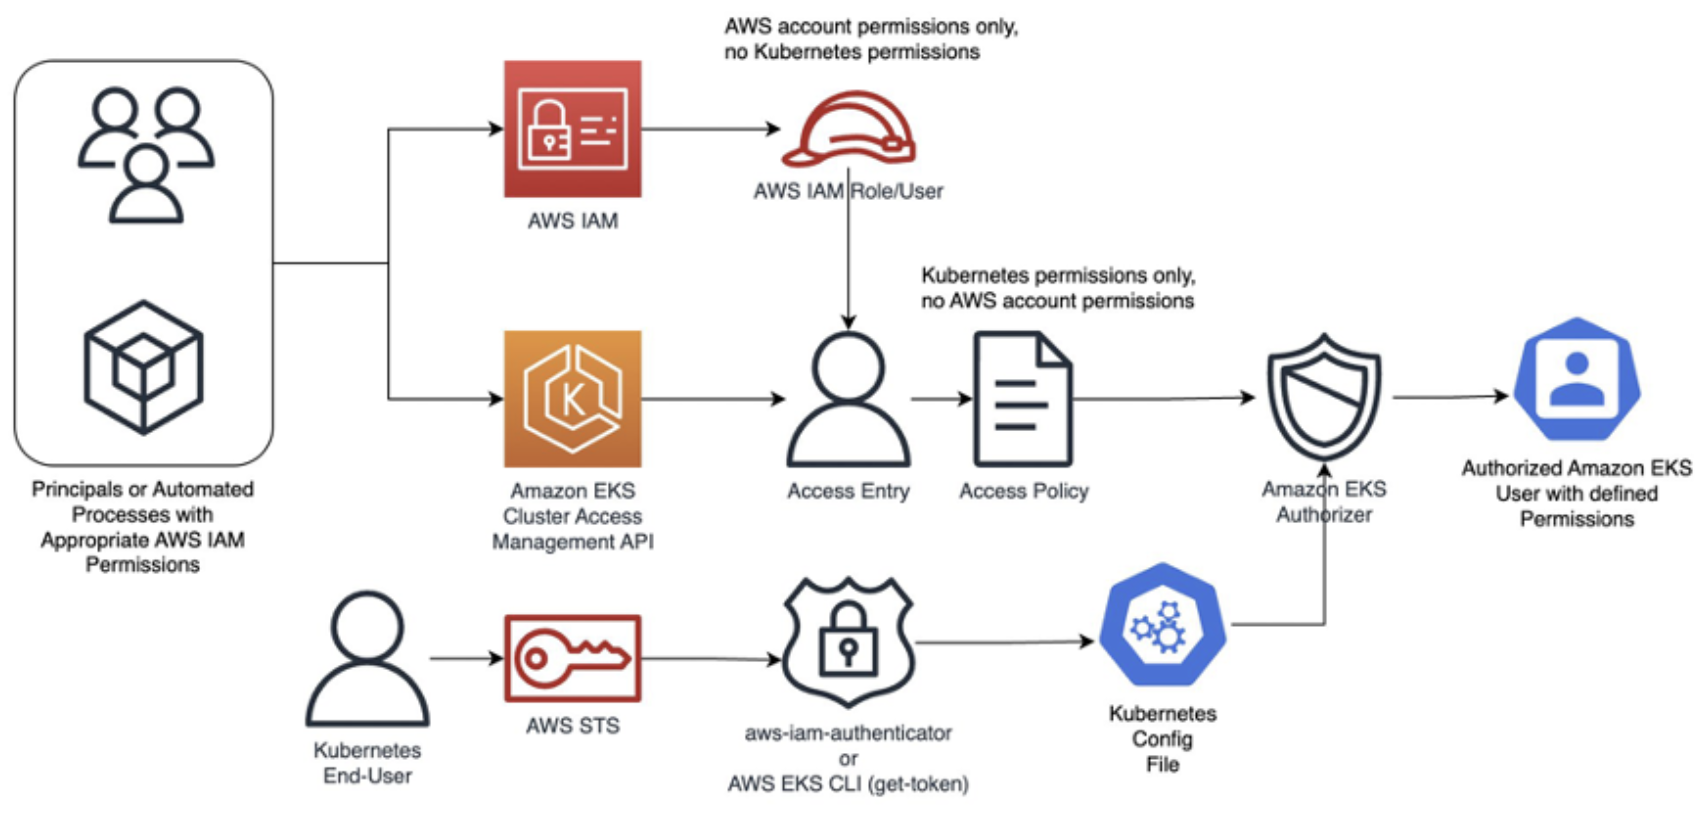 AWS account permissions only,
no Kubernetes permissions
AWS IAM
AWS IAM Role/User
Kubernetes permissions only,
no AWS account permissions
Principals or Automated
Processes with
Appropriate AWS IAM
Permissions
K
Amazon EKS
Cluster Access
Management API
Access Entry
Access Policy
Amazon EKS
Authorizer
Authorized Amazon EKS
User with defined
Permissions
Kubernetes
End-User
AWS STS
aws-iam-authenticator
or
AWS EKS CLI (get-token)
Kubernetes
Config
File